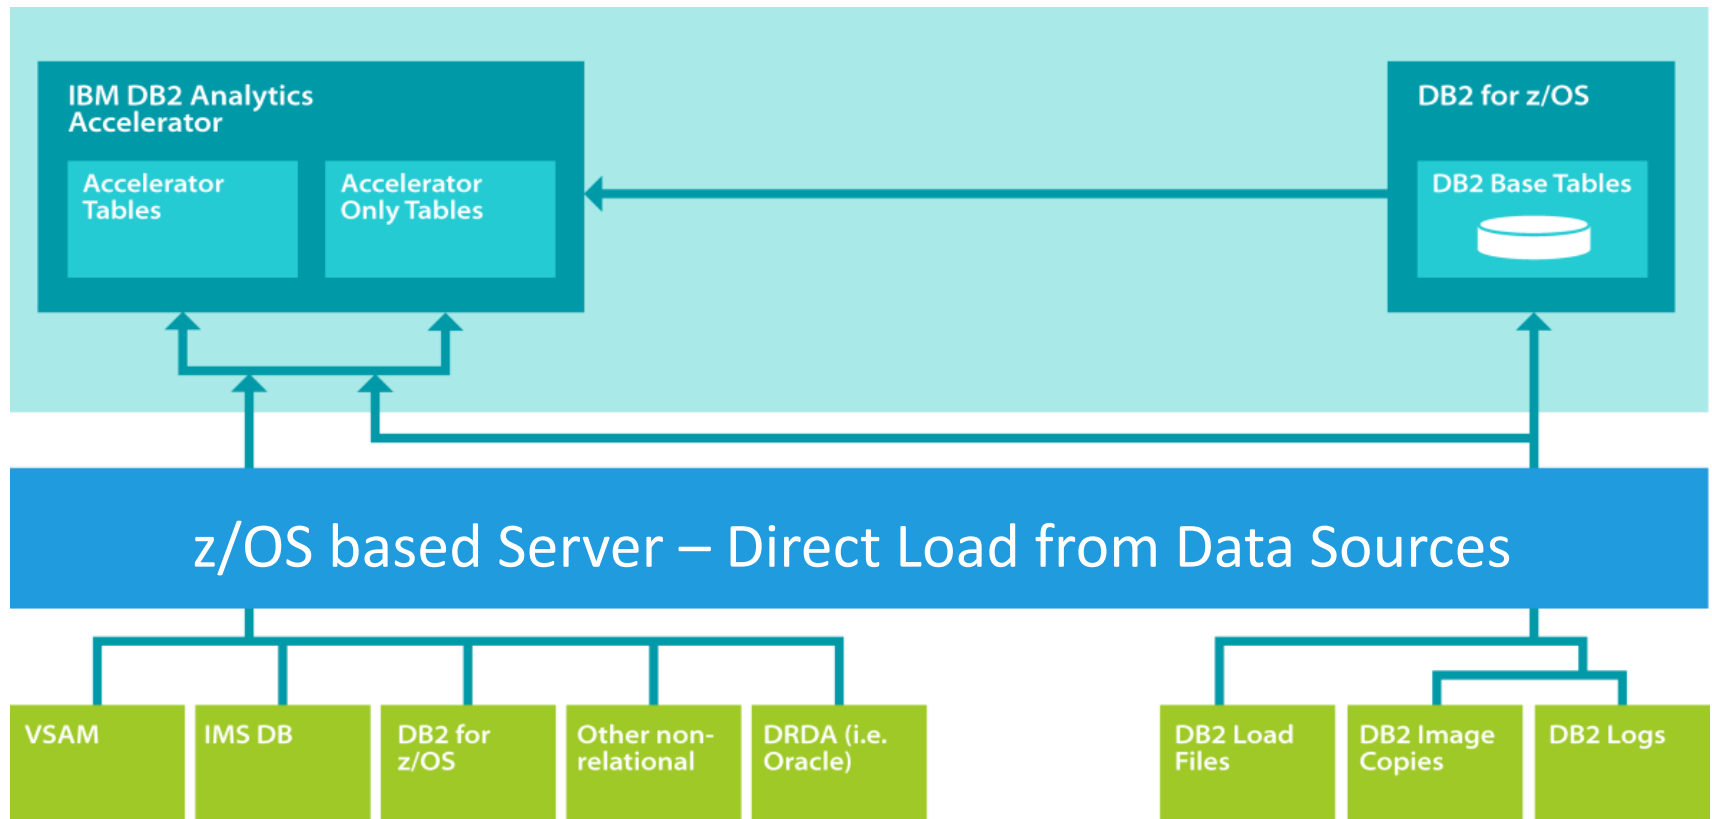 IBM DB2 Analytics
Accelerator
Accelerator
Tables
Accelerator
Only Tables
DB2 for z/OS
DB2 Base Tables
z/OS based Server – Direct Load from Data Sources
VSAM
IMS DB
DB2 for
z/OS
Other non-
relational
DRDA (i.e.
Oracle)
DB2 Load
Files
DB2 Image
Copies
DB2 Logs